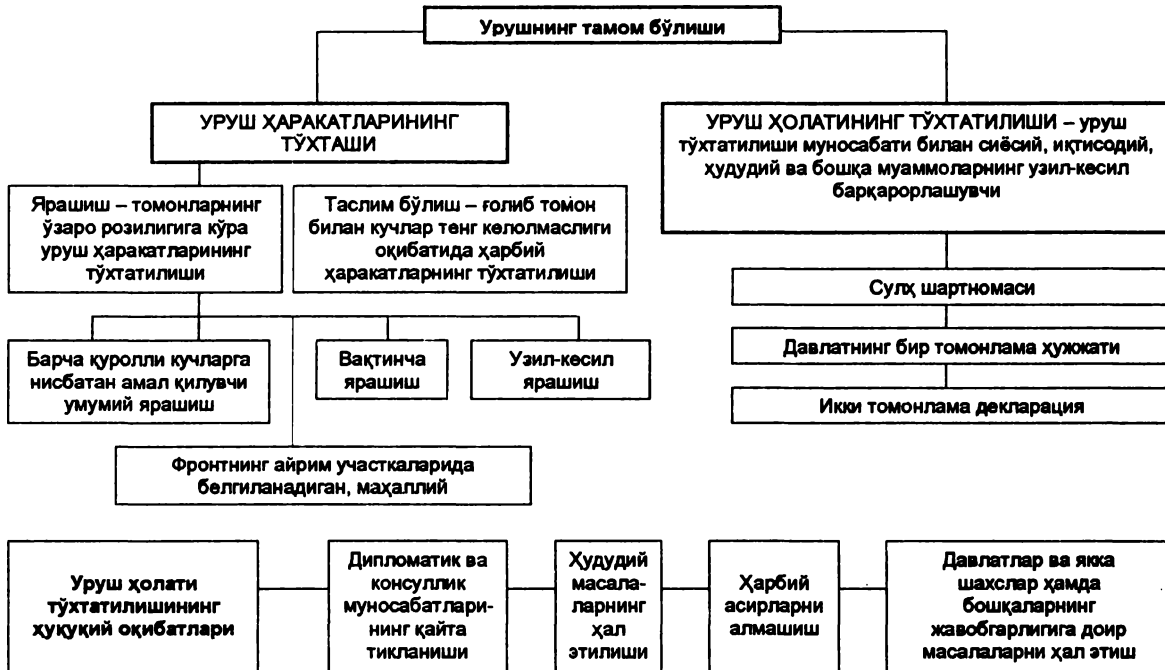 Урушнинг тамом бўлиши
УРУШ ҲАРАКАТЛАРИНИНГ
ТЎХТАШИ
УРУШ ҲОЛАТИНИНГ ТЎХТАТИЛИШИ – уруш
тўхтатилиши муносабати билан сиёсий, иқтисодий,
ҳудудий ва бошқа муаммоларнинг узил-кесил
барқарорлашувчи
Ярашиш – томонларнинг
ўзаро розилигига кўра
уруш ҳаракатларининг
тўхтатилиши
Таслим бўлиш – ғолиб томон
билан кучлар тенг келолмаслиги
оқибатида ҳарбий
ҳаракатларнинг тўхтатилиши
Сулҳ шартномаси
Давлатнинг бир томонлама ҳужжати
Икки томонлама декларация
Барча қуролли кучларга
нисбатан амал қилувчи
умумий ярашиш
Вақтинча
ярашиш
Узил-кесил
ярашиш
Фронтнинг айрим участкаларида
белгиланадиган, маҳаллий
Уруш ҳолати
тўхтатилишининг
ҳуқуқий оқибатлари
Дипломатик ва
консуллик
муносабатлари-
нинг қайта
тикланиши
Ҳудудий
масала-
ларнинг
ҳал
этилиши
Ҳарбий
асирларни
алмашиш
Давлатлар ва якка
шахслар ҳамда
бошқаларнинг
жавобгарлигига доир
масалаларни ҳал этиш